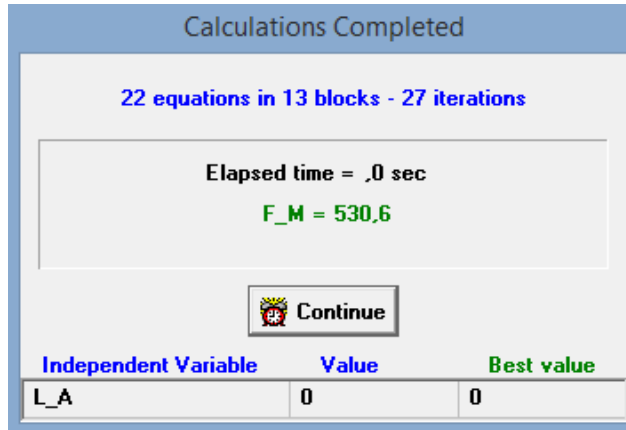 Calculations Completed
22 equations in 13 blocks - 27 iterations
Elapsed time = ,0 sec
F_M = 530,6
Continue
Independent Variable Value Best value
L_A 0 0